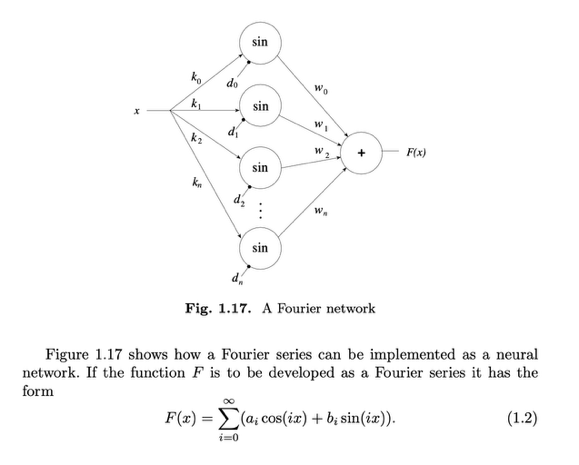 sin
k₀
d₀
w₀
x
k₁
sin
d₁
w₁
k₂
w₂
+
F(x)
sin
kₙ
d₂
⋮
wₙ
sin
dₙ
Fig. 1.17. A Fourier network
Figure 1.17 shows how a Fourier series can be implemented as a neural
network. If the function F is to be developed as a Fourier series it has the
form
F(x) = ∑_{i=0}^{∞}(aᵢ cos(ix) + bᵢ sin(ix)). (1.2)